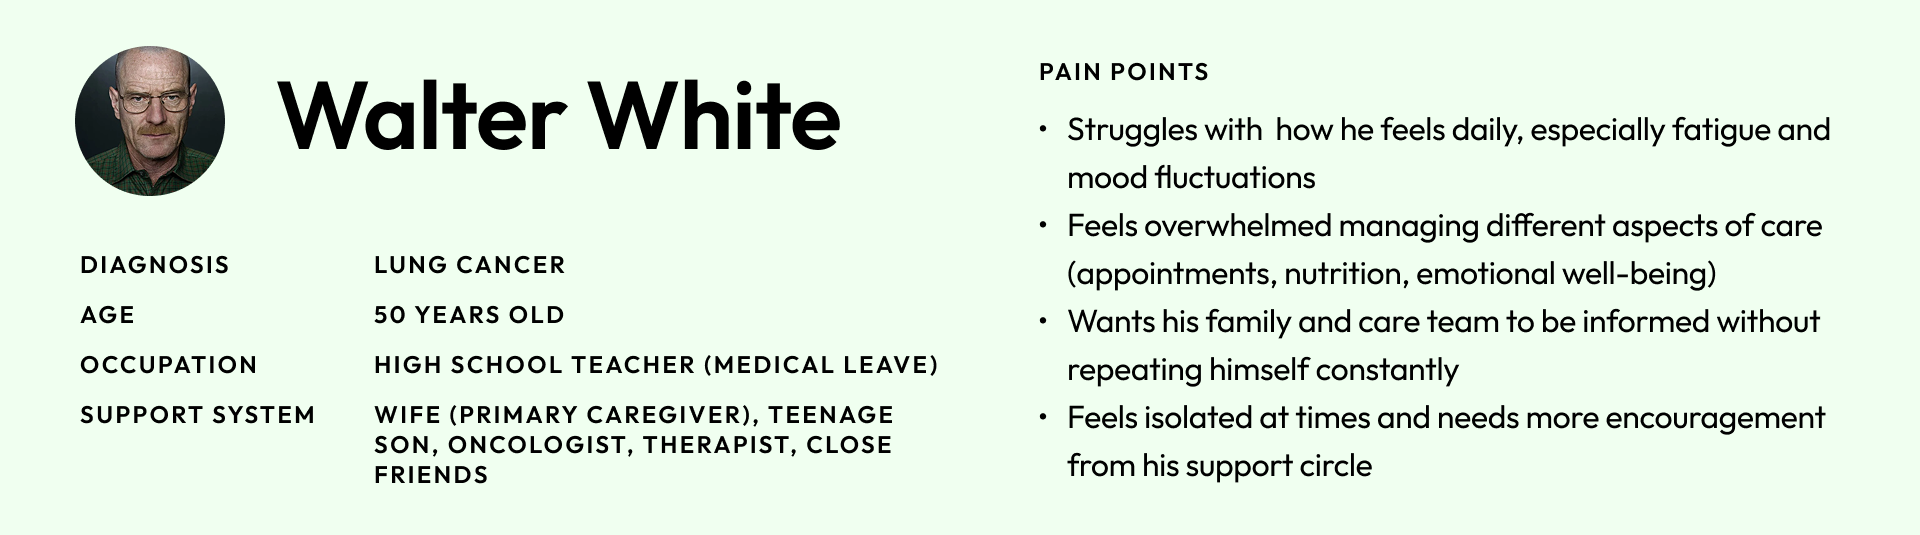 Walter White
DIAGNOSIS LUNG CANCER
AGE 50 YEARS OLD
OCCUPATION HIGH SCHOOL TEACHER (MEDICAL LEAVE)
SUPPORT SYSTEM WIFE (PRIMARY CAREGIVER), TEENAGE
SON, ONCOLOGIST, THERAPIST, CLOSE
FRIENDS
PAIN POINTS
• Struggles with  how he feels daily, especially fatigue and
mood fluctuations
• Feels overwhelmed managing different aspects of care
(appointments, nutrition, emotional well-being)
• Wants his family and care team to be informed without
repeating himself constantly
• Feels isolated at times and needs more encouragement
from his support circle